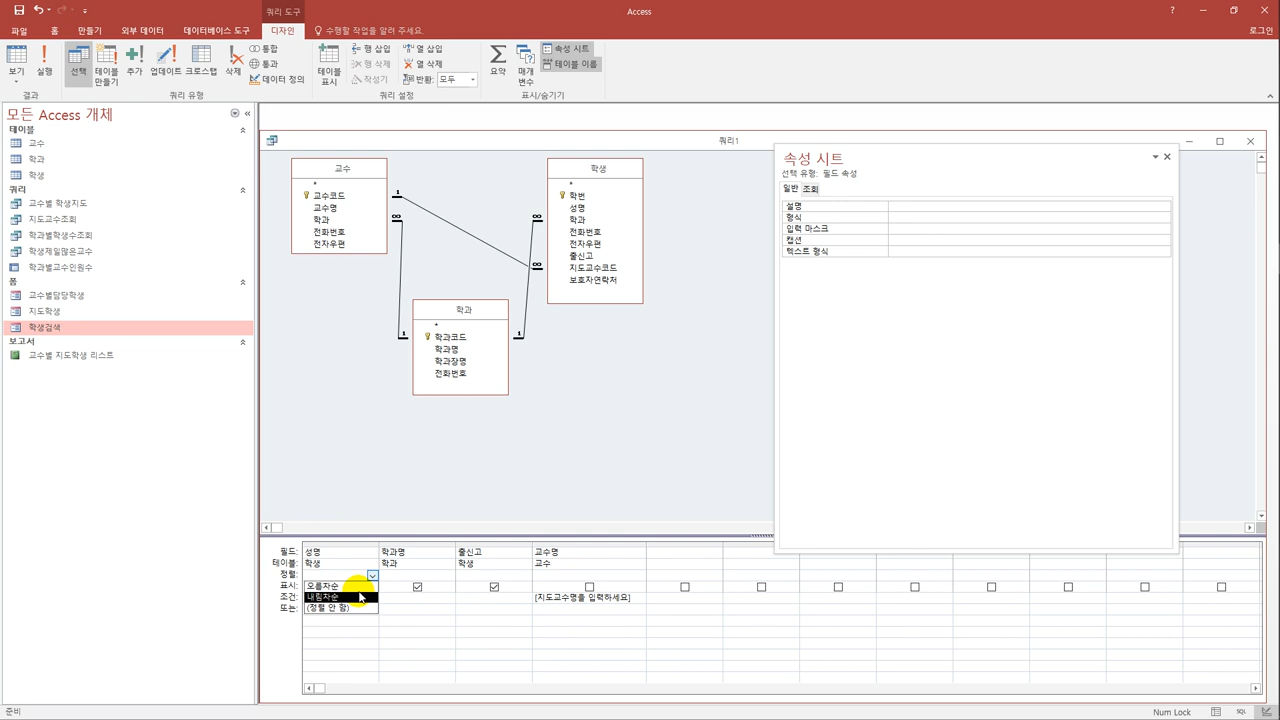 쿼리 도구
Access
?
파일 홈 만들기 외부 데이터 데이터베이스 도구 디자인 수행할 작업을 알려 주세요.
로그인
보기 실행
선택 테이블 만들기 추가 업데이트 크로스탭 삭제
통합
통과
데이터 정의
테이블 표시
행 삽입
행 삭제
작성기
열 삽입
열 삭제
반환: 모두
요약 매개 변수
속성 시트
테이블 이름
결과 쿼리 유형 쿼리 설정 표시/숨기기
모든 Access 개체
테이블
교수
학과
학생
쿼리
교수별 학생지도
지도교수조회
학과별학생수조회
학생제일많은교수
학과별교수인원수
폼
교수별담당학생
지도학생
학생검색
보고서
교수별 지도학생 리스트
쿼리1
교수
*
교수코드
교수명
학과
전화번호
전자우편
학생
*
학번
성명
학과
전화번호
전자우편
출신고
지도교수코드
보호자연락처
학과
*
학과코드
학과명
학과장명
전화번호
1
∞
∞
∞
1
1
속성 시트
선택 유형: 필드 속성
일반 조회
설명
형식
입력 마스크
캡션
텍스트 형식
필드: 성명 학과명 출신고 교수명
테이블: 학생 학과 학생 교수
정렬:
표시: 오름차순
조건: 내림차순 [지도교수명을 입력하세요]
또는: (정렬 안 함)
준비
Num Lock
SQL